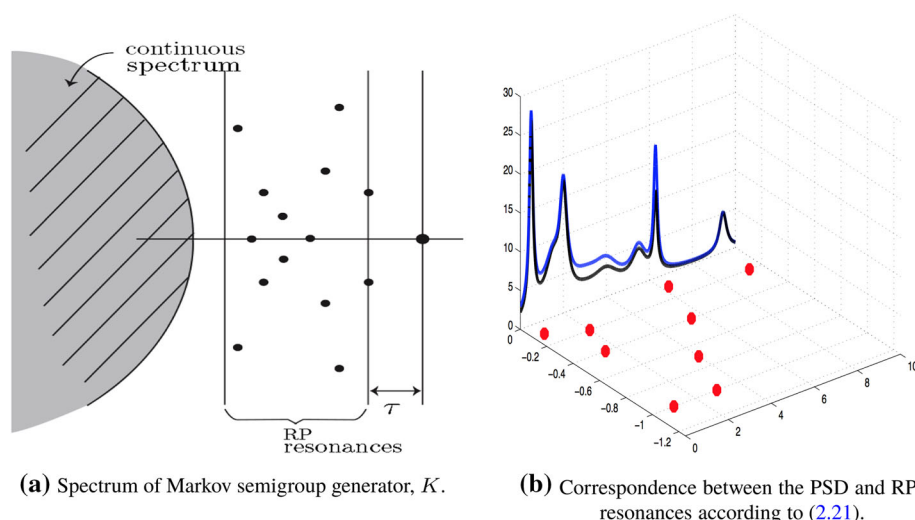 continuous
spectrum
τ
RP
resonances
(a) Spectrum of Markov semigroup generator, K.
30
25
20
15
10
5
0
0
−0.2
−0.4
−0.6
−0.8
−1
−1.2
0
2
4
6
8
10
(b) Correspondence between the PSD and RP
resonances according to (2.21).